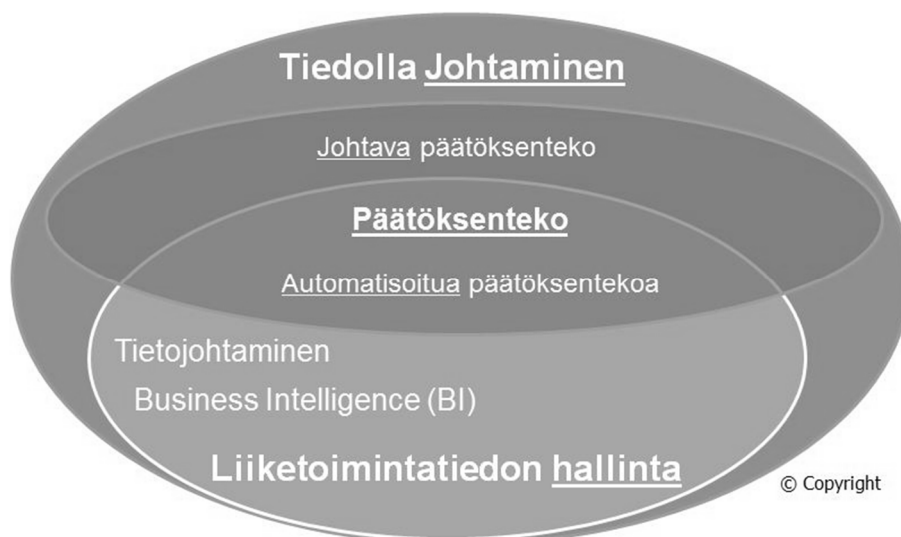 Tiedolla Johtaminen
Johtava päätöksenteko
Päätöksenteko
Automatisoitua päätöksentekoa
Tietojohtaminen
Business Intelligence (BI)
Liiketoimintatiedon hallinta
© Copyright